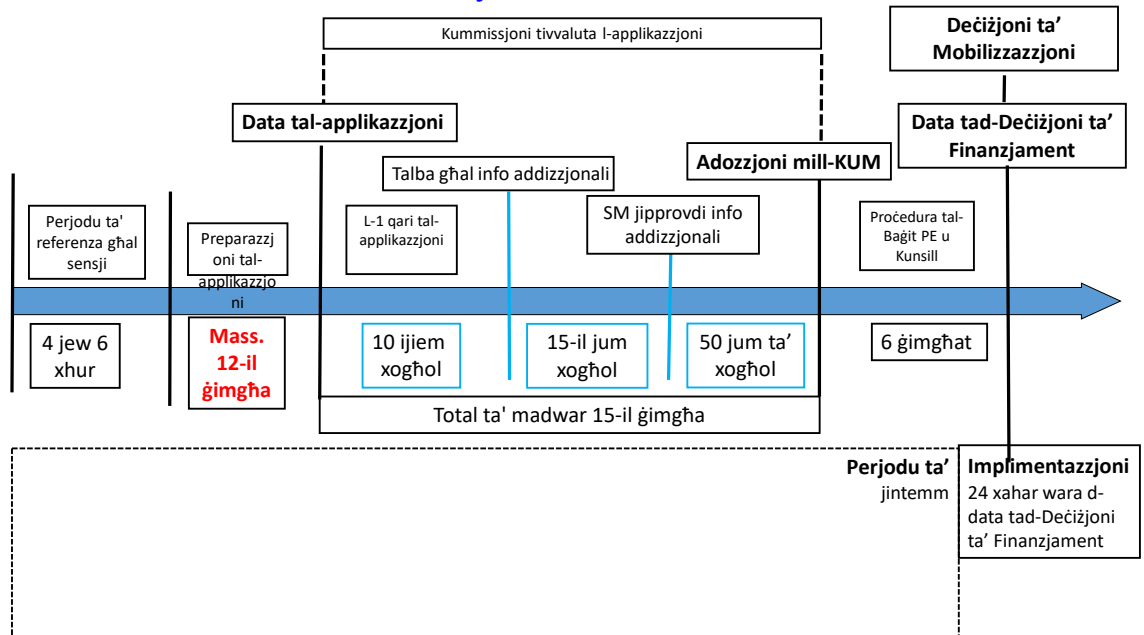 Kummissjoni tivvaluta l-applikazzjoni
Deċiżjoni ta’
Mobilizzazzjoni
Data tal-applikazzjoni
Data tad-Deċiżjoni ta’
Finanzjament
Talba għal info addizzjonali
Adozzjoni mill-KUM
Perjodu ta'
referenza għal
sensji
Preparazzj
oni tal-
applikazzjo
ni
L-1 qari tal-
applikazzjoni
SM jipprovdi info
addizzjonali
Proċedura tal-
Baġit PE u
Kunsill
4 jew 6
xhur
Mass.
12-il
ġimgħa
10 ijiem
xogħol
15-il jum
xogħol
50 jum ta’
xogħol
6 ġimgħat
Total ta' madwar 15-il ġimgħa
Perjodu ta’
jintemm
Implimentazzjoni
24 xahar wara d-
data tad-Deċiżjoni
ta’ Finanzjament